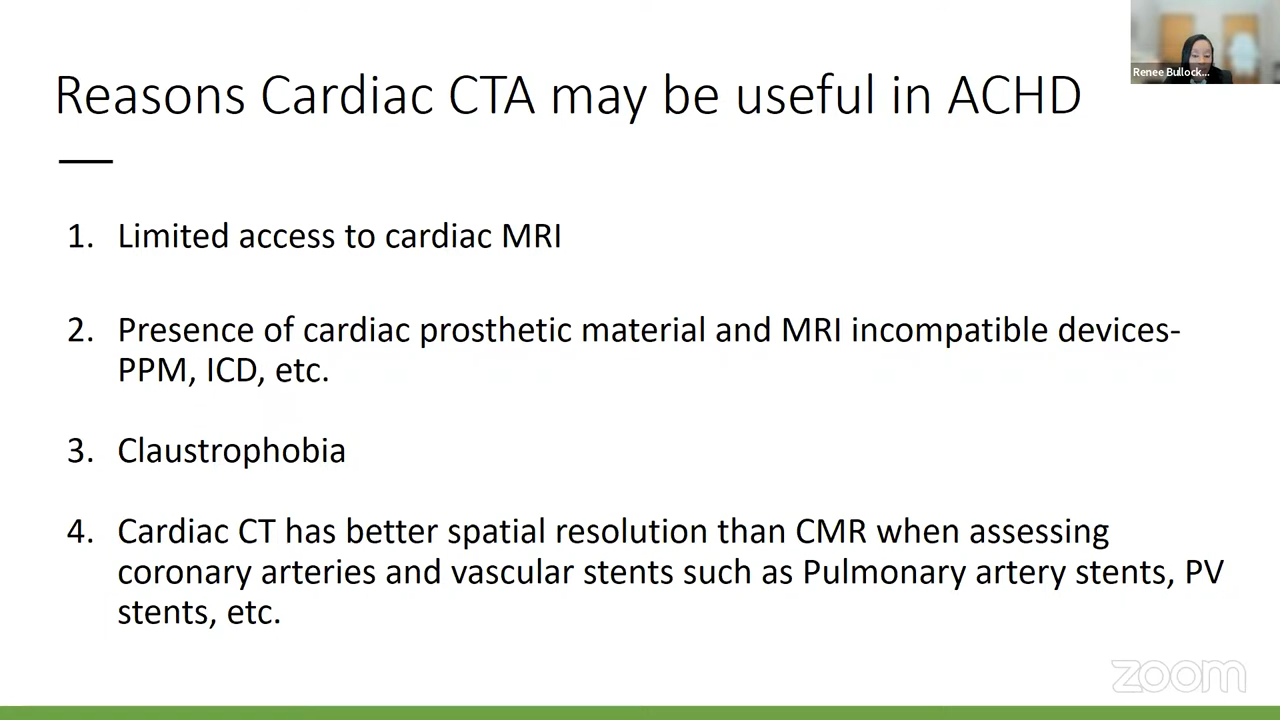 Reasons Cardiac CTA may be useful in ACHD
Renee Bullock...
1. Limited access to cardiac MRI
2. Presence of cardiac prosthetic material and MRI incompatible devices-
PPM, ICD, etc.
3. Claustrophobia
4. Cardiac CT has better spatial resolution than CMR when assessing
coronary arteries and vascular stents such as Pulmonary artery stents, PV
stents, etc.
zoom